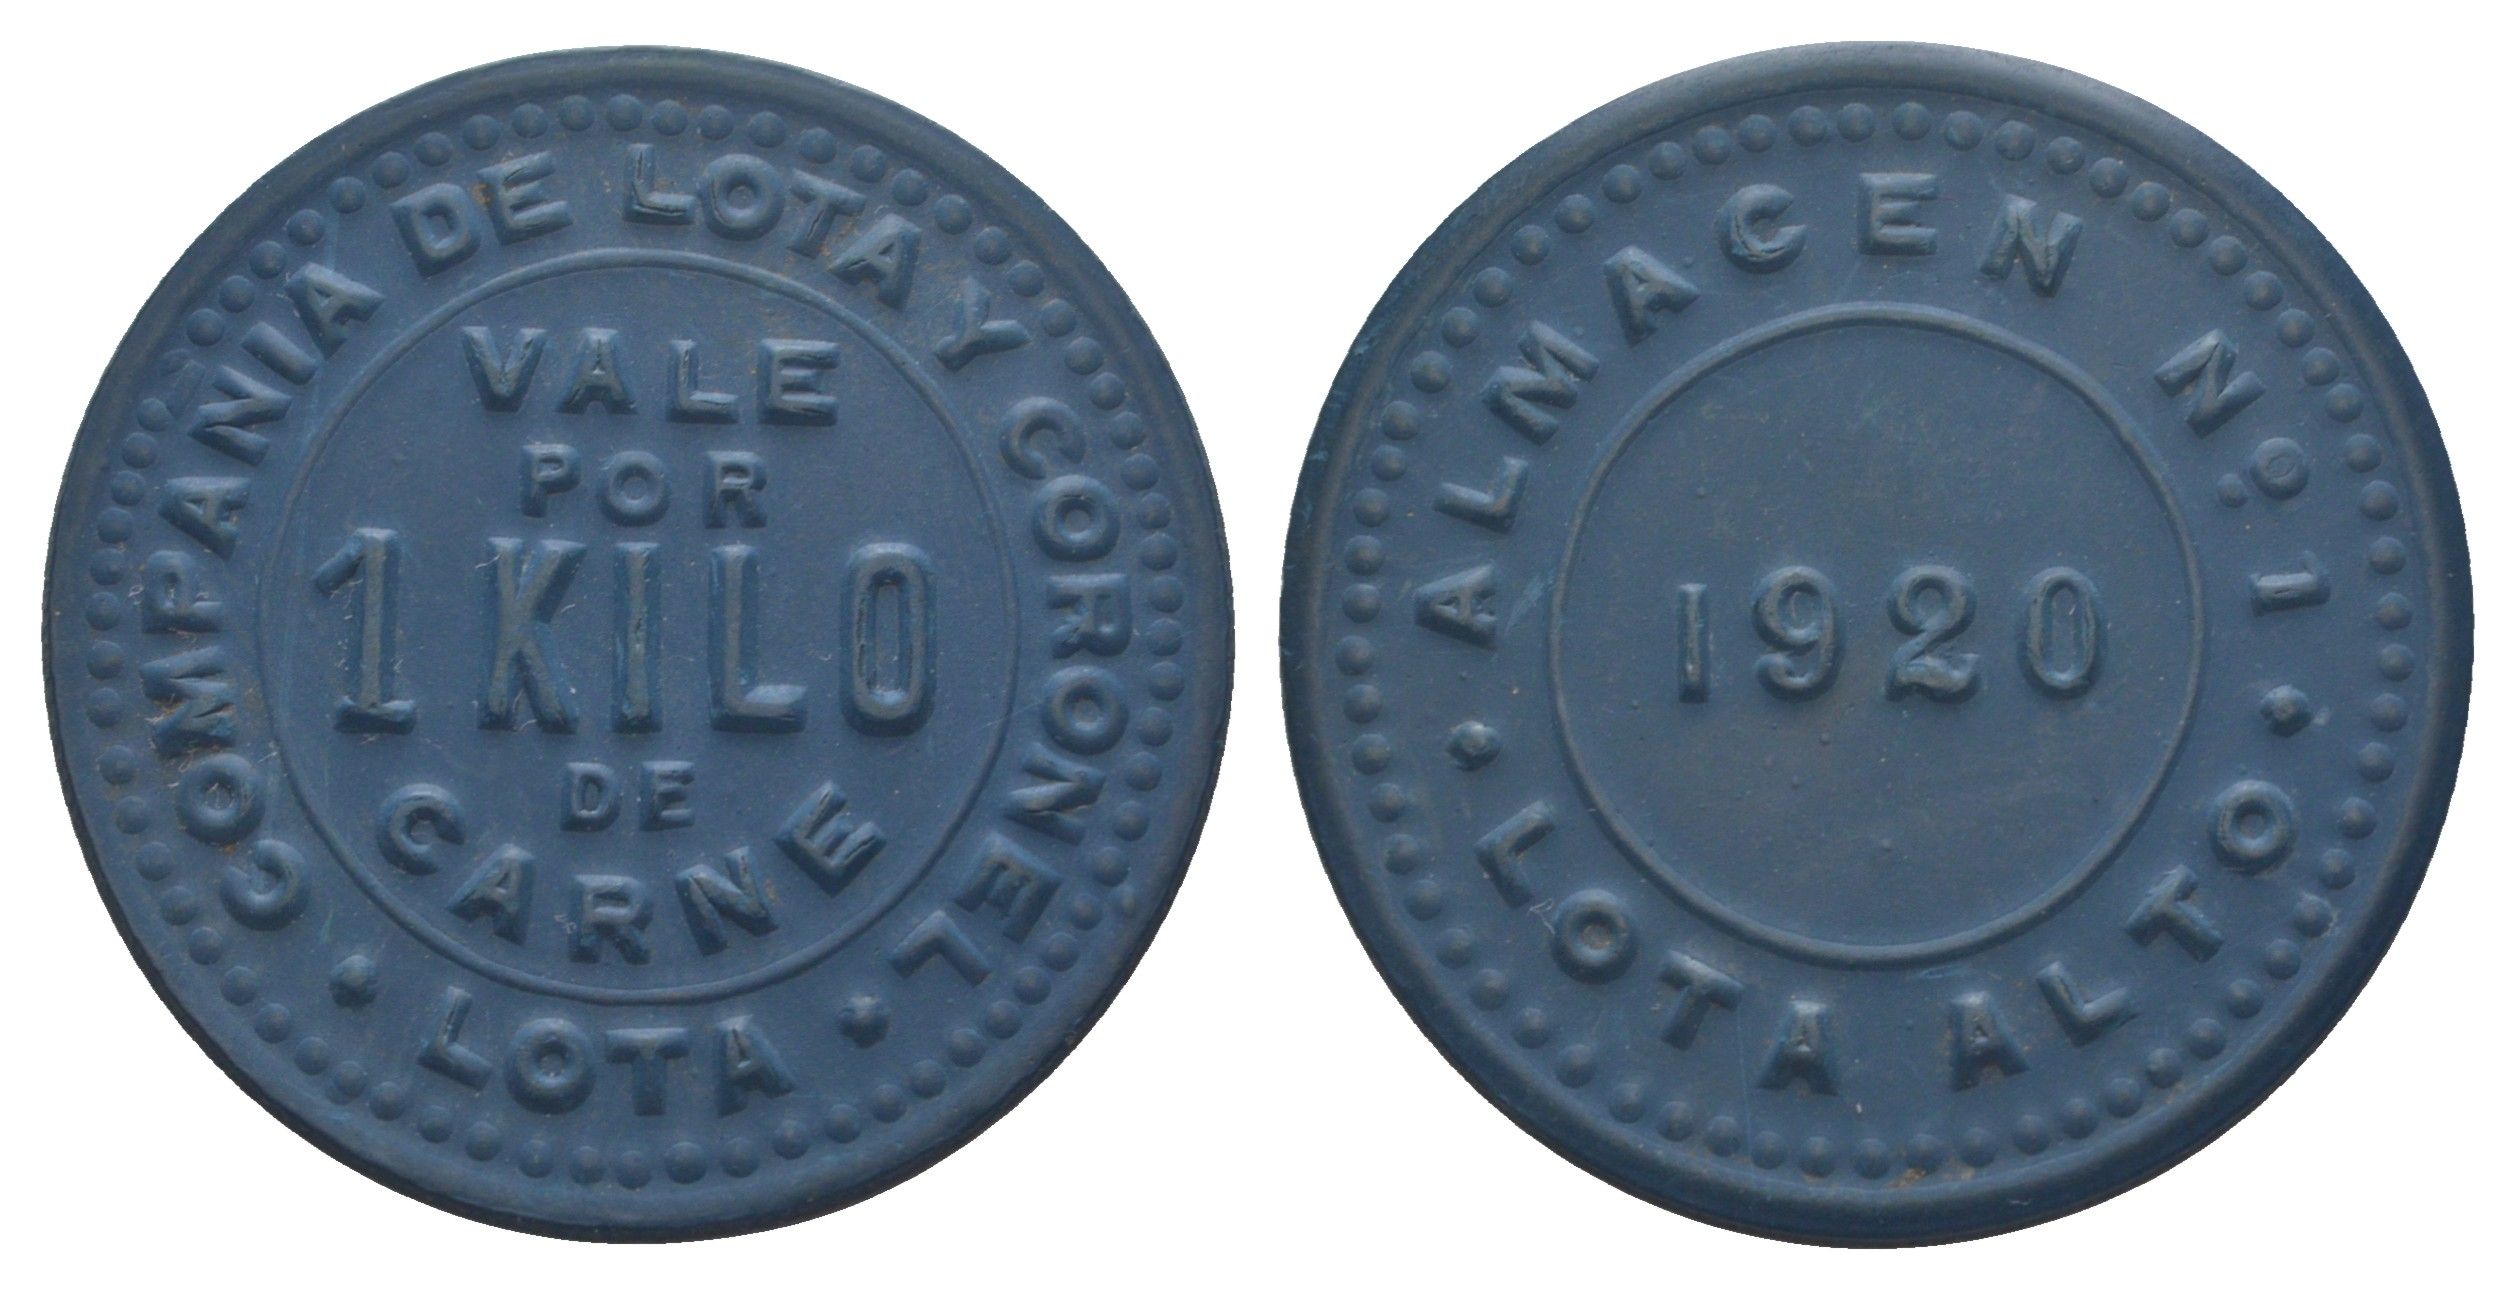 COMPAÑIA DE LOTA Y CORONEL
VALE
POR
1 KILO
DE
CARNE
• LOTA •
ALMACEN Nº. 1
1920
• LOTA ALTO •